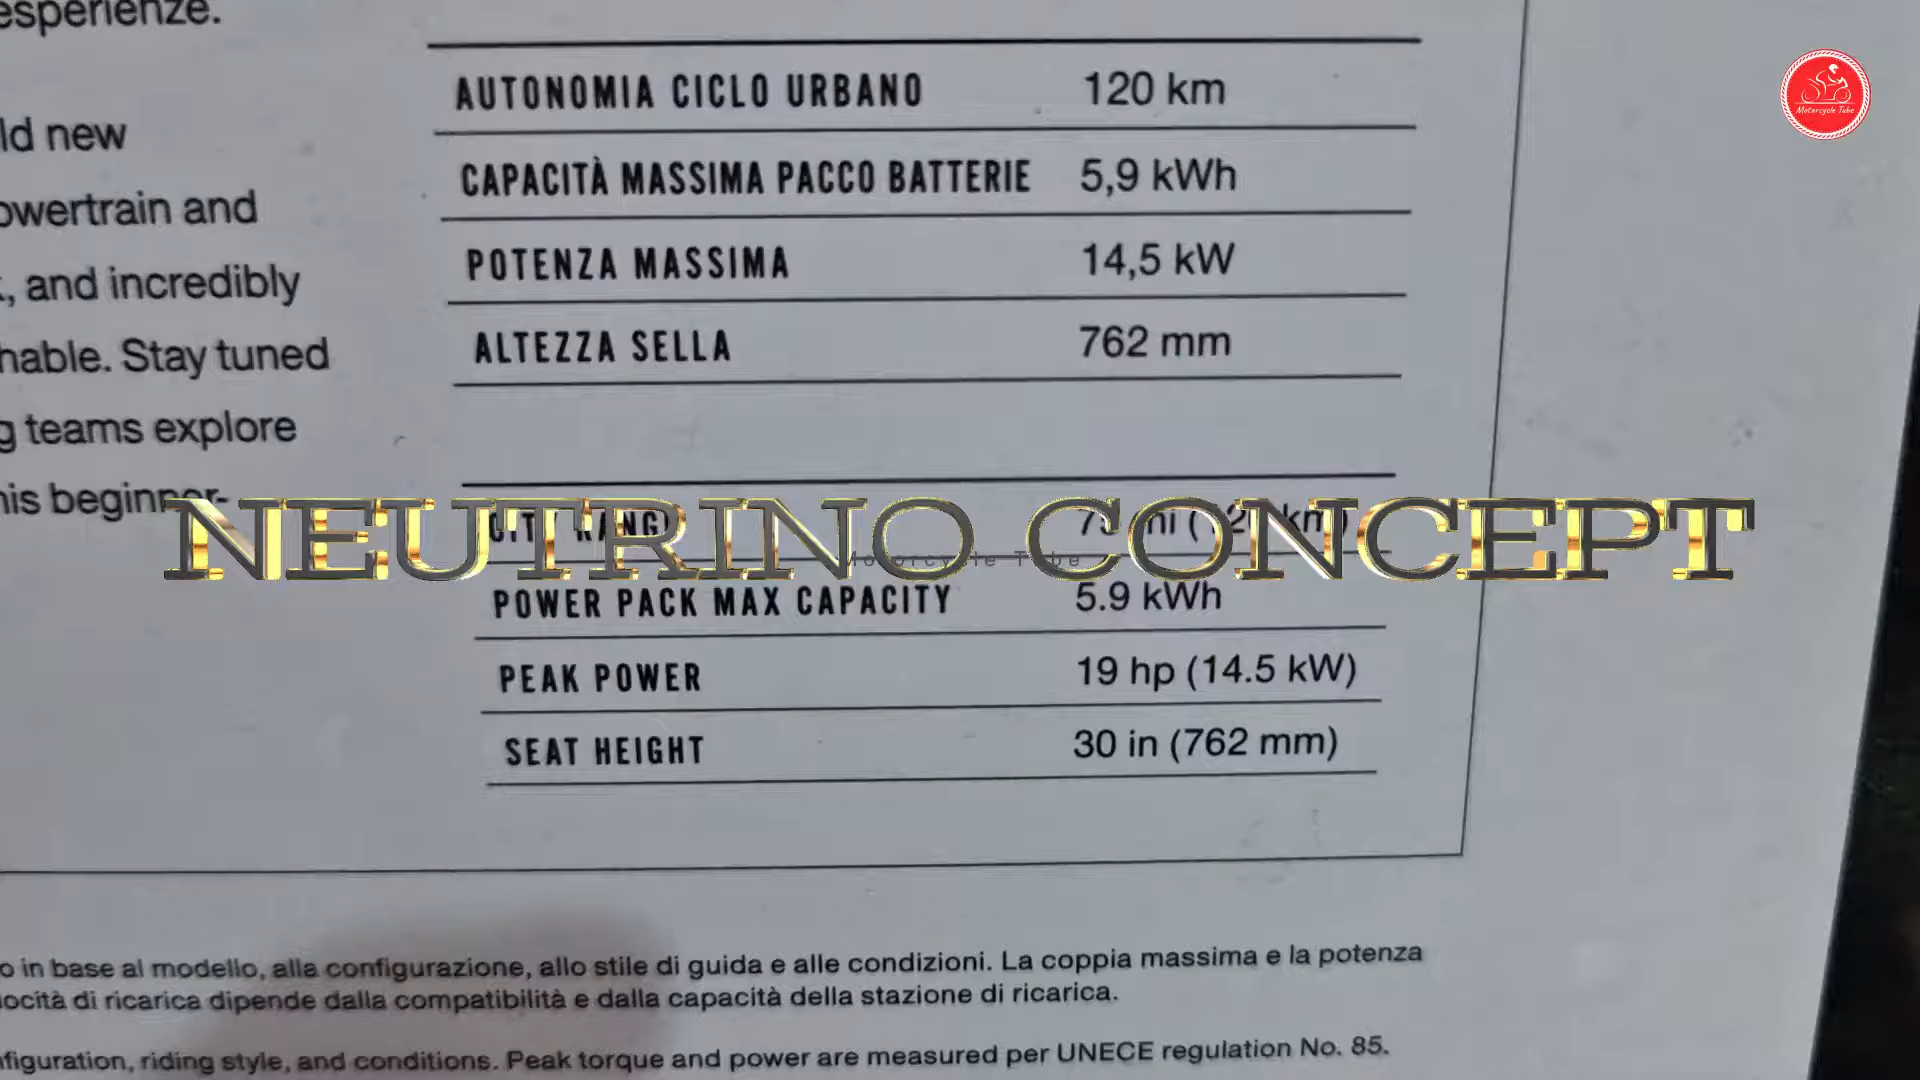 esperienze.
AUTONOMIA CICLO URBANO 120 km
ld new
CAPACITÀ MASSIMA PACCO BATTERIE 5,9 kWh
owertrain and
POTENZA MASSIMA 14,5 kW
, and incredibly
ALTEZZA SELLA 762 mm
hable. Stay tuned
g teams explore
his beginner-
NEUTRINO CONCEPT
Motorcycle Tube
POWER PACK MAX CAPACITY 5.9 kWh
PEAK POWER 19 hp (14.5 kW)
SEAT HEIGHT 30 in (762 mm)
o in base al modello, alla configurazione, allo stile di guida e alle condizioni. La coppia massima e la potenza
locità di ricarica dipende dalla compatibilità e dalla capacità della stazione di ricarica.
nfiguration, riding style, and conditions. Peak torque and power are measured per UNECE regulation No. 85.
Motorcycle Tube